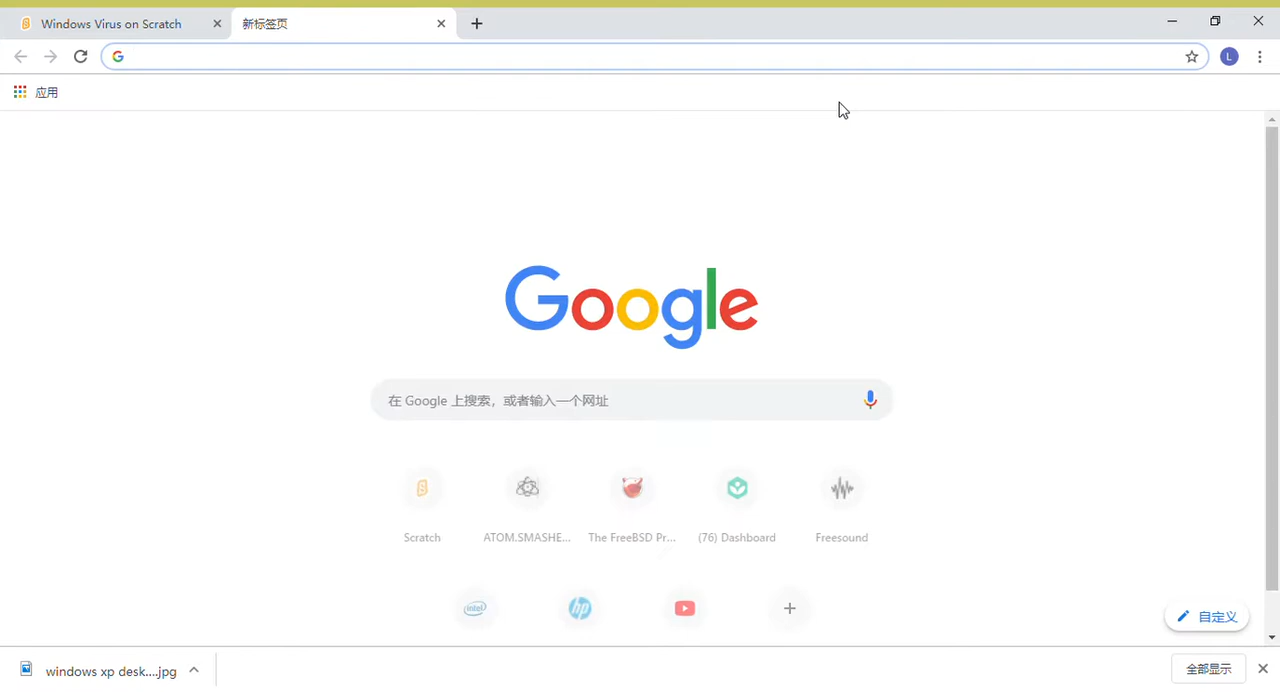 Windows Virus on Scratch
新标签页
L
应用
Google
在 Google 上搜索，或者输入一个网址
Scratch
ATOM.SMASHE...
The FreeBSD Pr...
(76) Dashboard
Freesound
intel
hp
自定义
windows xp desk....jpg
全部显示